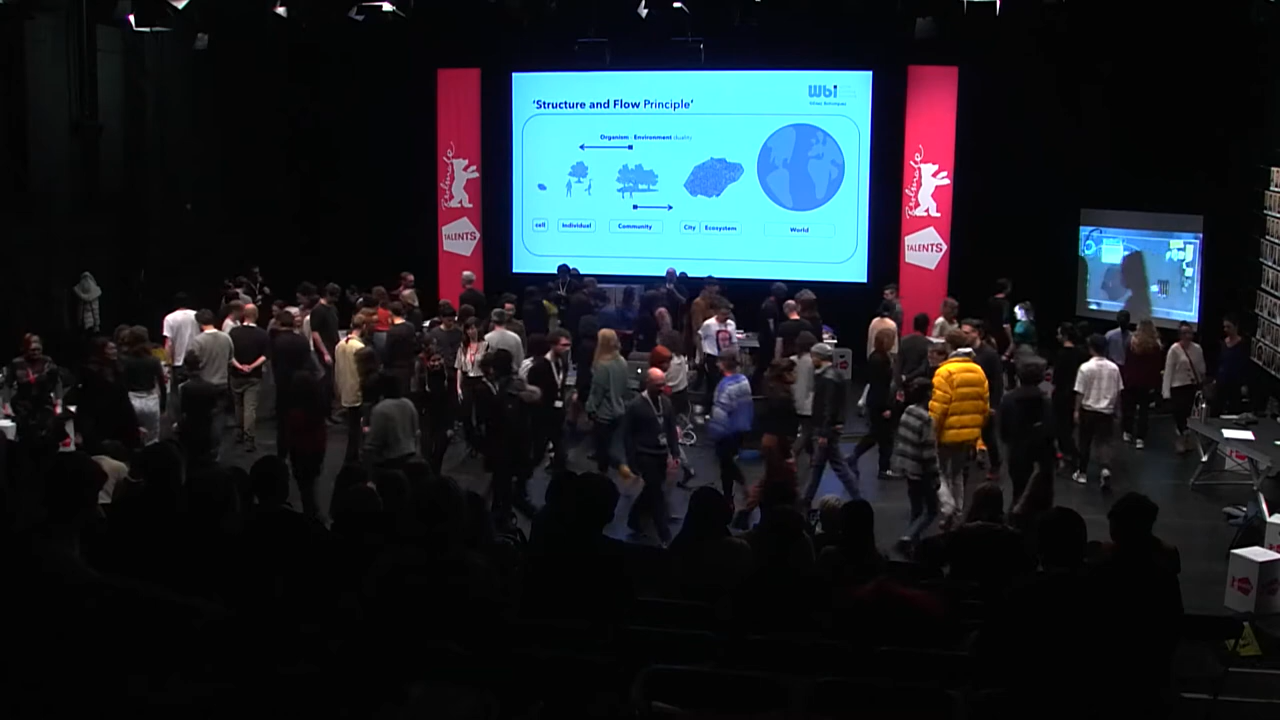 'Structure and Flow Principle'
Wbi
Organism - Environment duality
cell
Individual
Community
City
Ecosystem
World
Berlinale
TALENTS
Berlinale
TALENTS